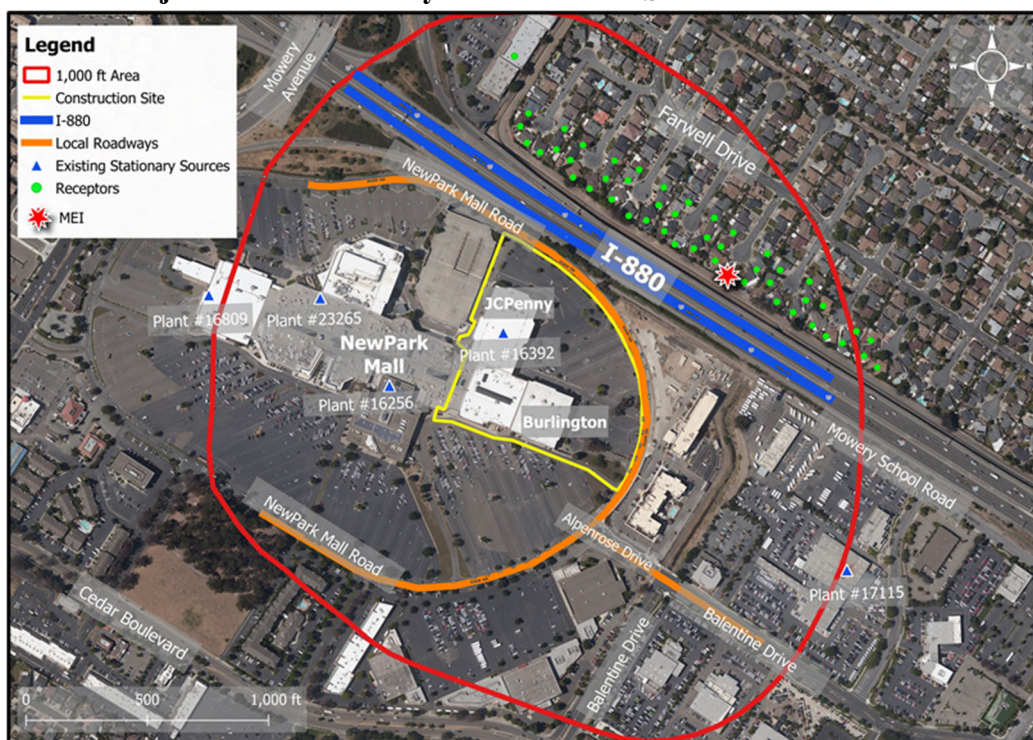 Legend
1,000 ft Area
Construction Site
I-880
Local Roadways
Existing Stationary Sources
Receptors
MEI
Mowery
Avenue
N
W
E
S
Farwell Drive
NewPark Mall Road
I-880
JCPenny
Plant #16809
Plant #23265
NewPark
Mall
Plant #16392
Plant #16256
Burlington
Mowery School Road
NewPark Mall Road
Alpenrose Drive
Plant #17115
Cedar Boulevard
Balentine Drive
Balentine Drive
0
500
1,000 ft